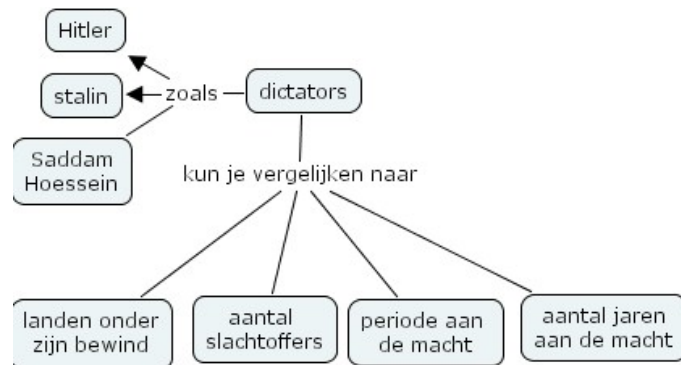 Hitler
stalin
zoals
dictators
Saddam
Hoessein
kun je vergelijken naar
landen onder
zijn bewind
aantal
slachtoffers
periode aan
de macht
aantal jaren
aan de macht